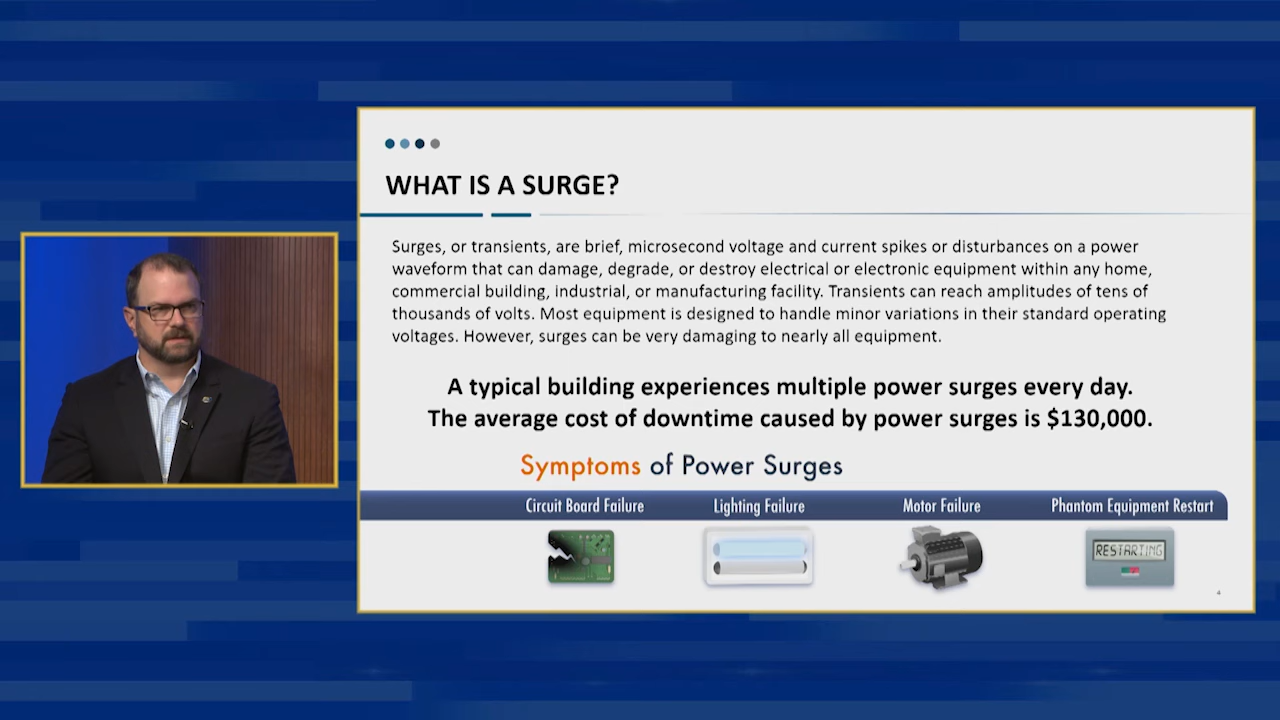 WHAT IS A SURGE?
Surges, or transients, are brief, microsecond voltage and current spikes or disturbances on a power
waveform that can damage, degrade, or destroy electrical or electronic equipment within any home,
commercial building, industrial, or manufacturing facility. Transients can reach amplitudes of tens of
thousands of volts. Most equipment is designed to handle minor variations in their standard operating
voltages. However, surges can be very damaging to nearly all equipment.
A typical building experiences multiple power surges every day.
The average cost of downtime caused by power surges is $130,000.
Symptoms of Power Surges
Circuit Board Failure Lighting Failure Motor Failure Phantom Equipment Restart
RESTARTING
4